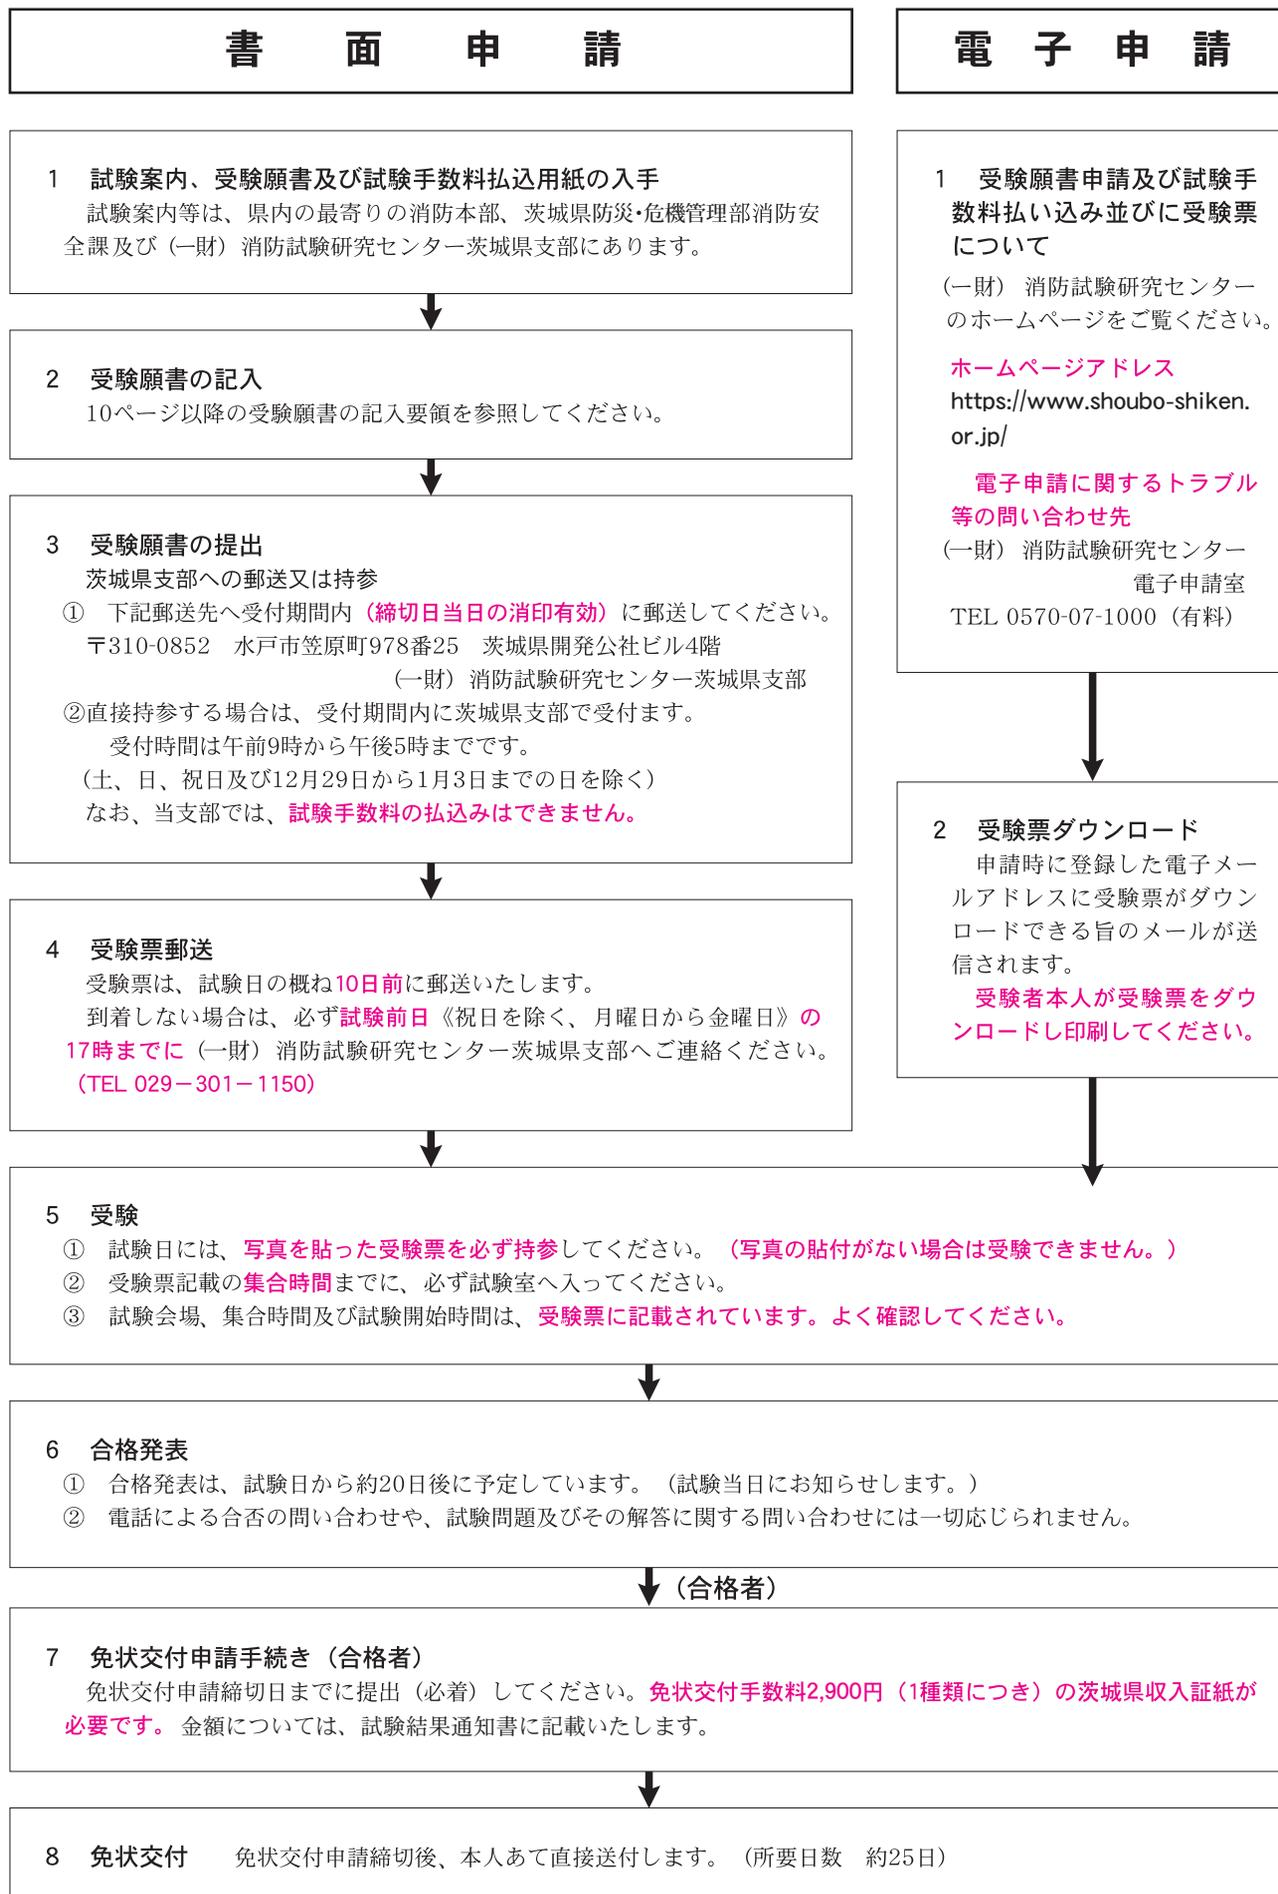 書面申請
1　試験案内、受験願書及び試験手数料払込用紙の入手
試験案内等は、県内の最寄りの消防本部、茨城県防災・危機管理部消防安
全課及び（一財）消防試験研究センター茨城県支部にあります。
2　受験願書の記入
10ページ以降の受験願書の記入要領を参照してください。
3　受験願書の提出
茨城県支部への郵送又は持参
①　下記郵送先へ受付期間内（締切日当日の消印有効）に郵送してください。
〒310-0852　水戸市笠原町978番25　茨城県開発公社ビル4階
（一財）消防試験研究センター茨城県支部
②直接持参する場合は、受付期間内に茨城県支部で受付ます。
受付時間は午前9時から午後5時までです。
（土、日、祝日及び12月29日から1月3日までの日を除く）
なお、当支部では、試験手数料の払込みはできません。
4　受験票郵送
受験票は、試験日の概ね10日前に郵送いたします。
到着しない場合は、必ず試験前日《祝日を除く、月曜日から金曜日》の
17時までに（一財）消防試験研究センター茨城県支部へご連絡ください。
（TEL 029－301－1150）
電子申請
1　受験願書申請及び試験手
数料払い込み並びに受験票
について
（一財） 消防試験研究センター
のホームページをご覧ください。
ホームページアドレス
https://www.shoubo-shiken.
or.jp/
電子申請に関するトラブル
等の問い合わせ先
（一財） 消防試験研究センター
電子申請室
TEL 0570-07-1000（有料）
2　受験票ダウンロード
申請時に登録した電子メー
ルアドレスに受験票がダウン
ロードできる旨のメールが送
信されます。
受験者本人が受験票をダウ
ンロードし印刷してください。
5　受験
①　試験日には、写真を貼った受験票を必ず持参してください。（写真の貼付がない場合は受験できません。）
②　受験票記載の集合時間までに、必ず試験室へ入ってください。
③　試験会場、集合時間及び試験開始時間は、受験票に記載されています。よく確認してください。
6　合格発表
①　合格発表は、試験日から約20日後に予定しています。（試験当日にお知らせします。）
②　電話による合否の問い合わせや、試験問題及びその解答に関する問い合わせには一切応じられません。
（合格者）
7　免状交付申請手続き（合格者）
免状交付申請締切日までに提出（必着）してください。免状交付手数料2,900円（1種類につき）の茨城県収入証紙が
必要です。金額については、試験結果通知書に記載いたします。
8　免状交付　　免状交付申請締切後、本人あて直接送付します。（所要日数　約25日）